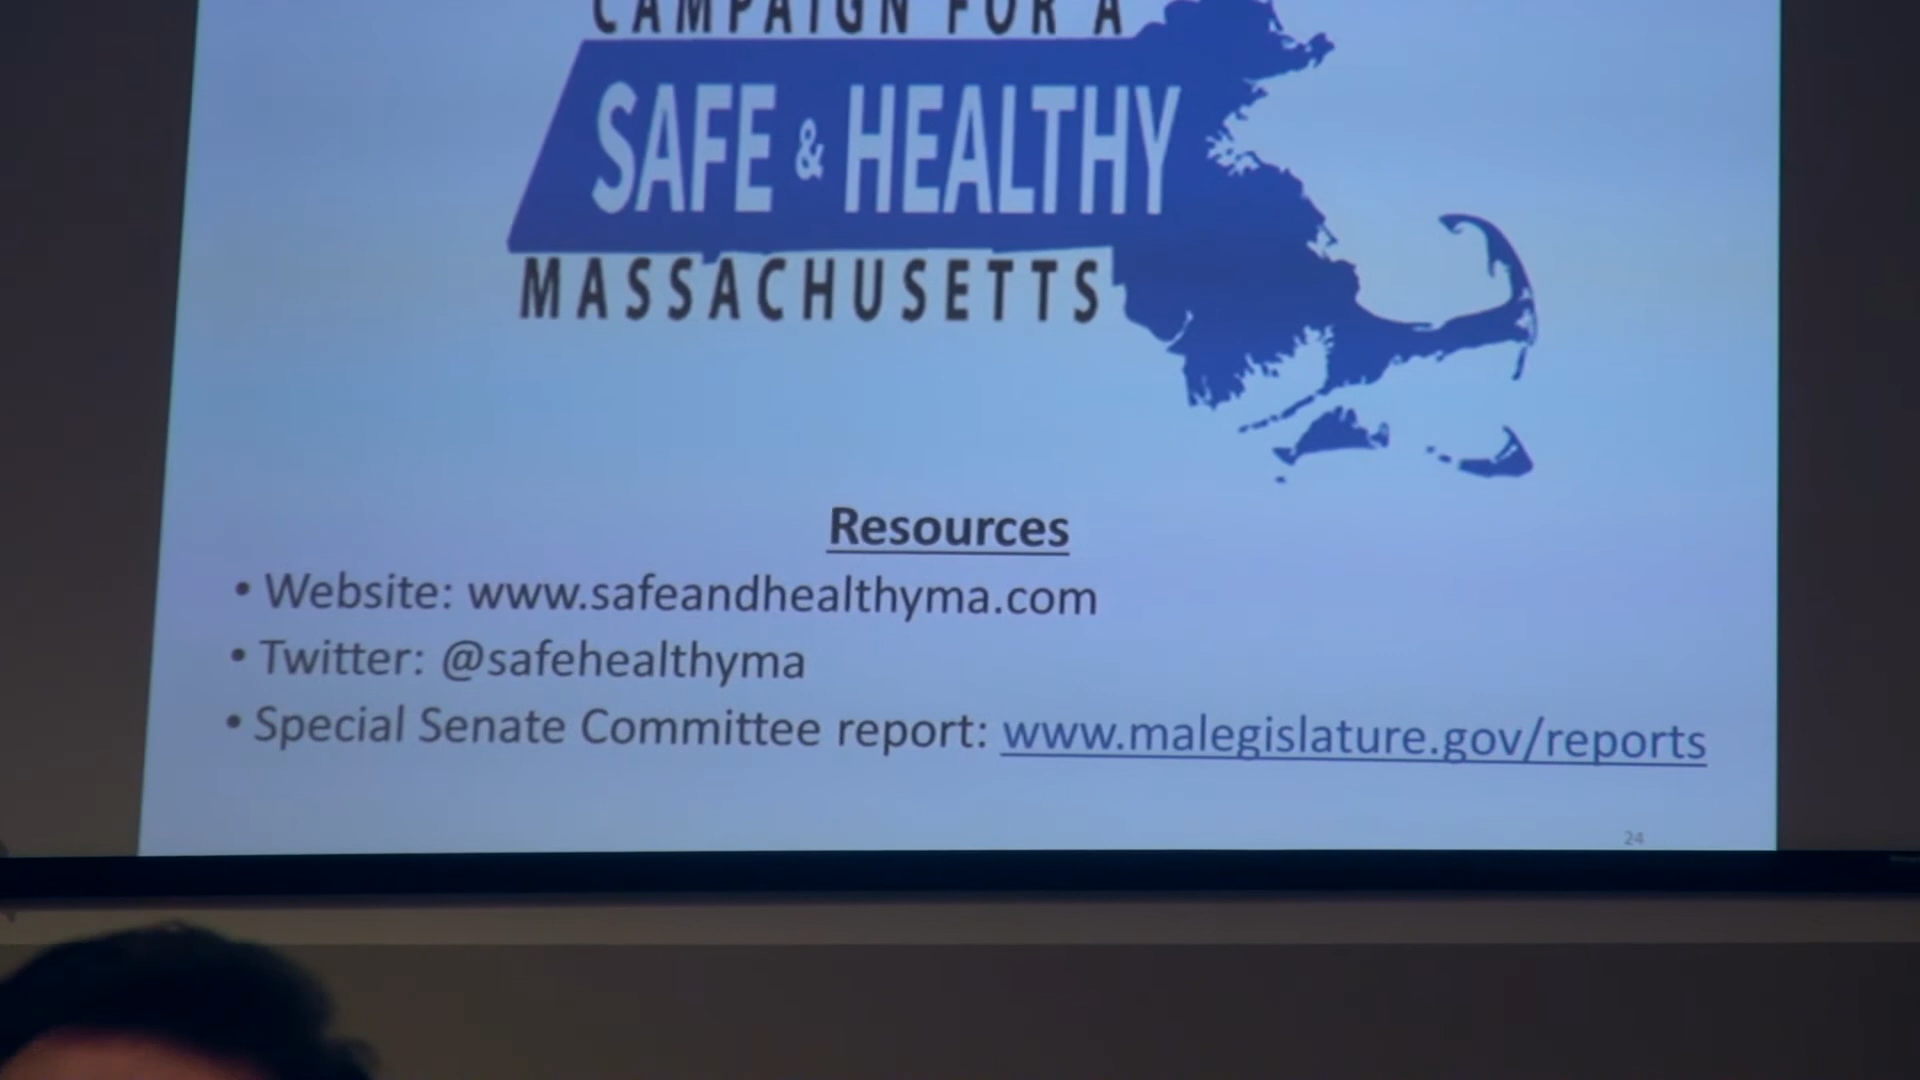 CAMPAIGN FOR A
SAFE & HEALTHY
MASSACHUSETTS
Resources
• Website: www.safeandhealthyma.com
• Twitter: @safehealthyma
• Special Senate Committee report: www.malegislature.gov/reports
24